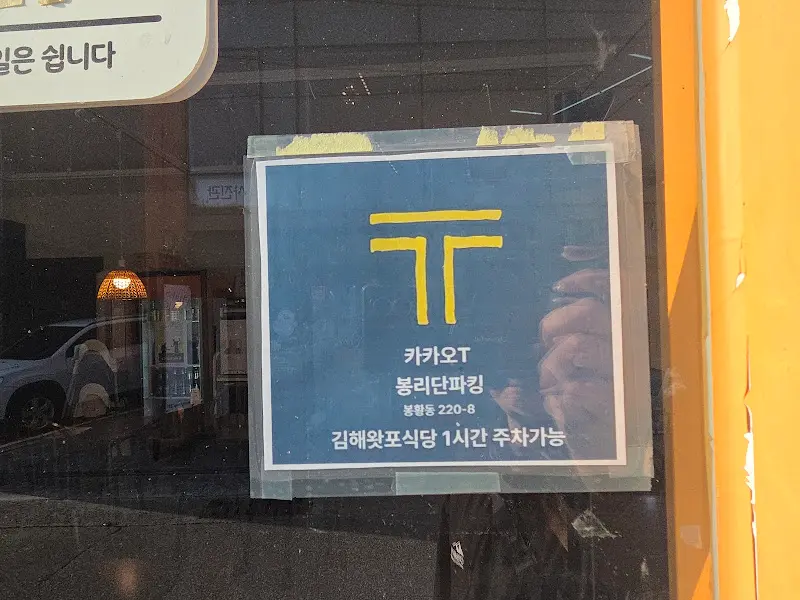 일은 쉽니다
카카오T
봉리단파킹
봉황동 220-8
김해왓포식당 1시간 주차가능